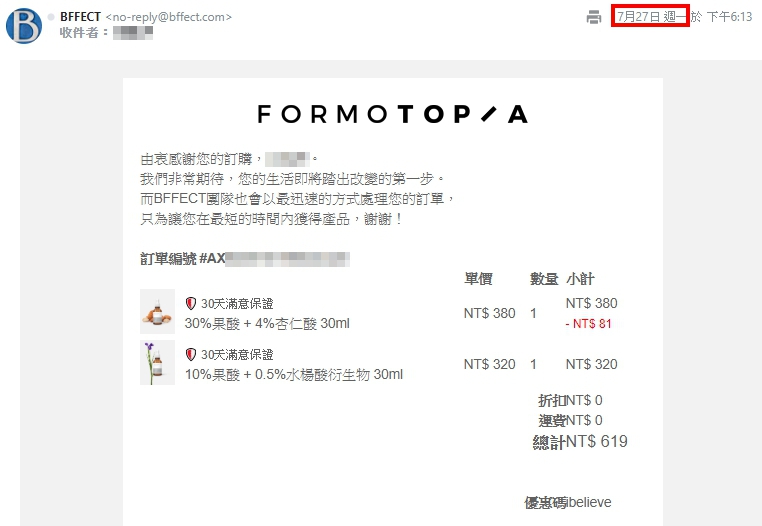 BFFECT <no-reply@bffect.com>
7月27日 週一 於 下午6:13
收件者：
FORMOTOPIA
由衷感謝您的訂購，。
我們非常期待，您的生活即將踏出改變的第一步。
而BFFECT團隊也會以最迅速的方式處理您的訂單，
只為讓您在最短的時間內獲得產品，謝謝！
訂單編號 #AX
單價 數量 小計
30天滿意保證
30%果酸 + 4%杏仁酸 30ml
NT$ 380 1 NT$ 380
- NT$ 81
30天滿意保證
10%果酸 + 0.5%水楊酸衍生物 30ml
NT$ 320 1 NT$ 320
折扣NT$ 0
運費NT$ 0
總計NT$ 619
優惠碼ibelieve